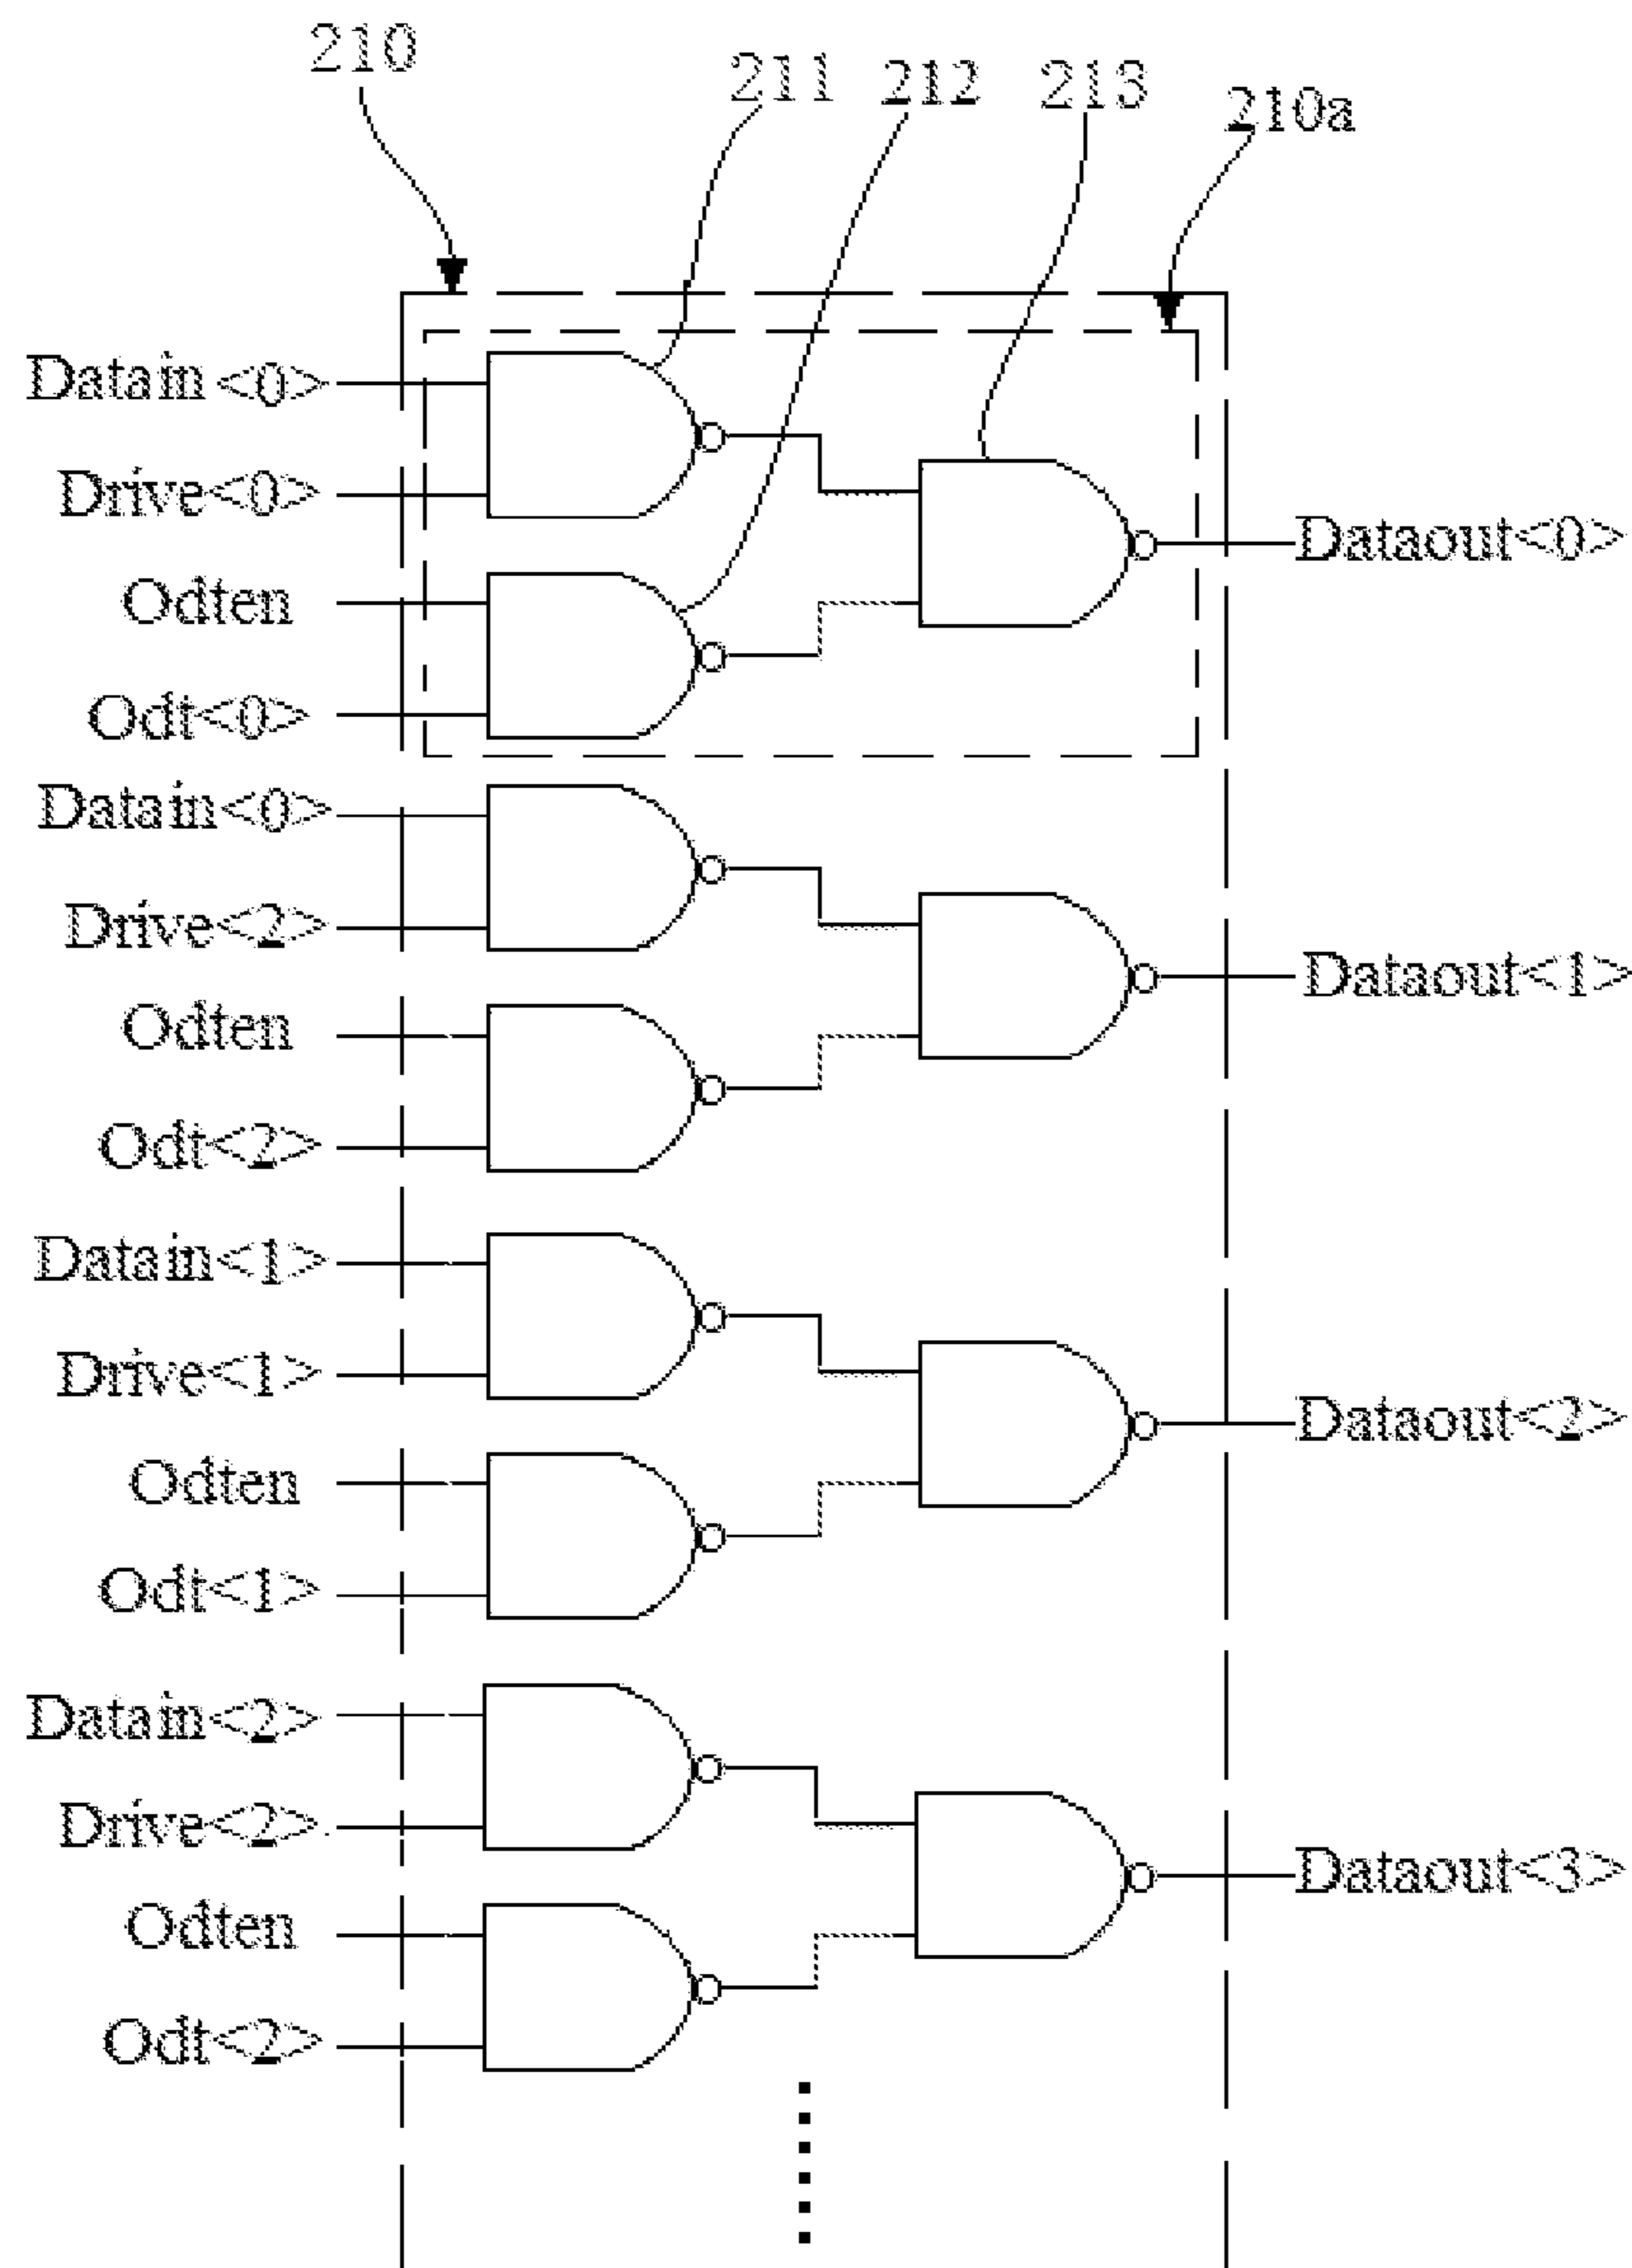 210
211
212
213
210a
Datain<0>
Drive<0>
Odten
Odt<0>
Dataout<0>
Datain<0>
Drive<2>
Odten
Odt<2>
Dataout<1>
Datain<1>
Drive<1>
Odten
Odt<1>
Dataout<2>
Datain<2>
Drive<2>
Odten
Odt<2>
Dataout<3>